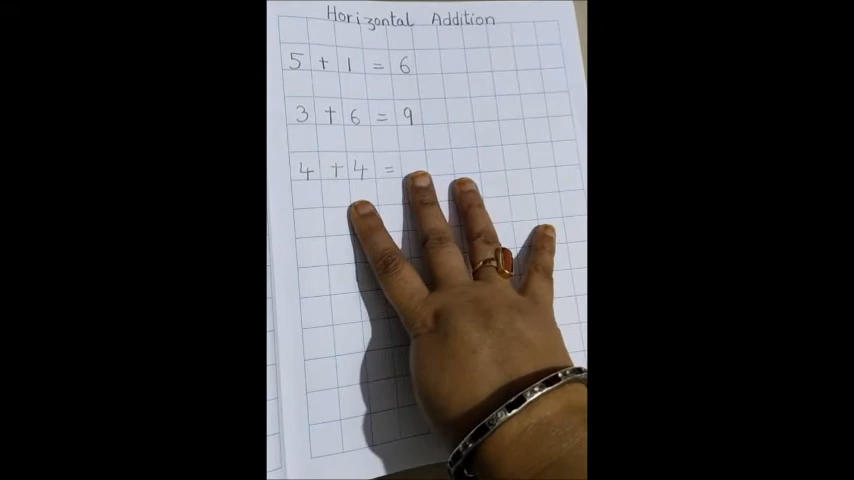 Horizontal Addition
5 + 1 = 6
3 + 6 = 9
4 + 4 =